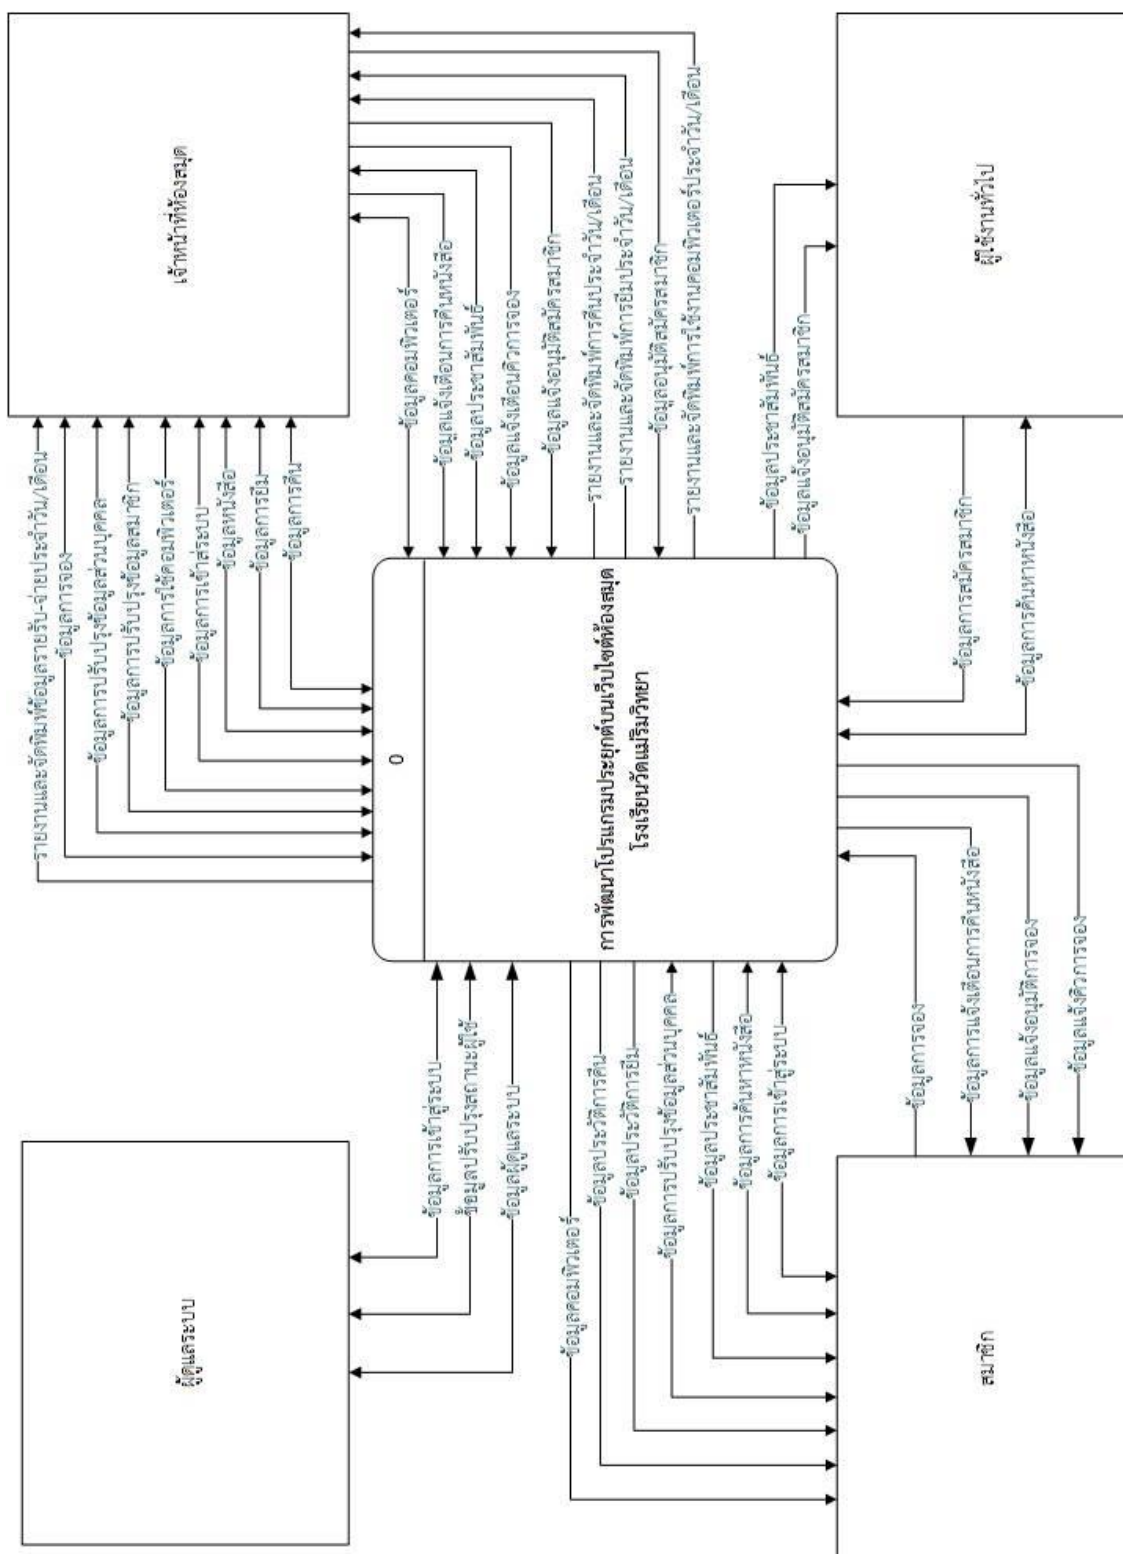 ผู้ดูแลระบบ
เจ้าหน้าที่ห้องสมุด
ข้อมูลการเข้าสู่ระบบ
ข้อมูลปรับปรุงสถานะผู้ใช้
ข้อมูลผู้ดูแลระบบ
รายงานและจัดพิมพ์ข้อมูลรายรับ-จ่ายประจำวัน/เดือน
ข้อมูลการจอง
ข้อมูลการปรับปรุงข้อมูลส่วนบุคคล
ข้อมูลการปรับปรุงข้อมูลสมาชิก
ข้อมูลการใช้คอมพิวเตอร์
ข้อมูลการเข้าสู่ระบบ
ข้อมูลหนังสือ
ข้อมูลการยืม
ข้อมูลการคืน
0
การพัฒนาโปรแกรมประยุกต์บนเว็บไซต์ห้องสมุด
โรงเรียนวัดแม่ริมวิทยา
ข้อมูลคอมพิวเตอร์
ข้อมูลแจ้งเตือนการคืนหนังสือ
ข้อมูลประชาสัมพันธ์
ข้อมูลแจ้งเตือนคิวการจอง
ข้อมูลแจ้งอนุมัติสมัครสมาชิก
รายงานและจัดพิมพ์การคืนประจำวัน/เดือน
รายงานและจัดพิมพ์การยืมประจำวัน/เดือน
ข้อมูลอนุมัติสมัครสมาชิก
รายงานและจัดพิมพ์การใช้งานคอมพิวเตอร์ประจำวัน/เดือน
ข้อมูลคอมพิวเตอร์
ข้อมูลประวัติการคืน
ข้อมูลประวัติการยืม
ข้อมูลการปรับปรุงข้อมูลส่วนบุคคล
ข้อมูลประชาสัมพันธ์
ข้อมูลการค้นหาหนังสือ
ข้อมูลการเข้าสู่ระบบ
ข้อมูลประชาสัมพันธ์
ข้อมูลแจ้งอนุมัติสมัครสมาชิก
ข้อมูลการจอง
ข้อมูลการแจ้งเตือนการคืนหนังสือ
ข้อมูลแจ้งอนุมัติการจอง
ข้อมูลแจ้งคิวการจอง
ข้อมูลการสมัครสมาชิก
ข้อมูลการค้นหาหนังสือ
สมาชิก
ผู้ใช้งานทั่วไป